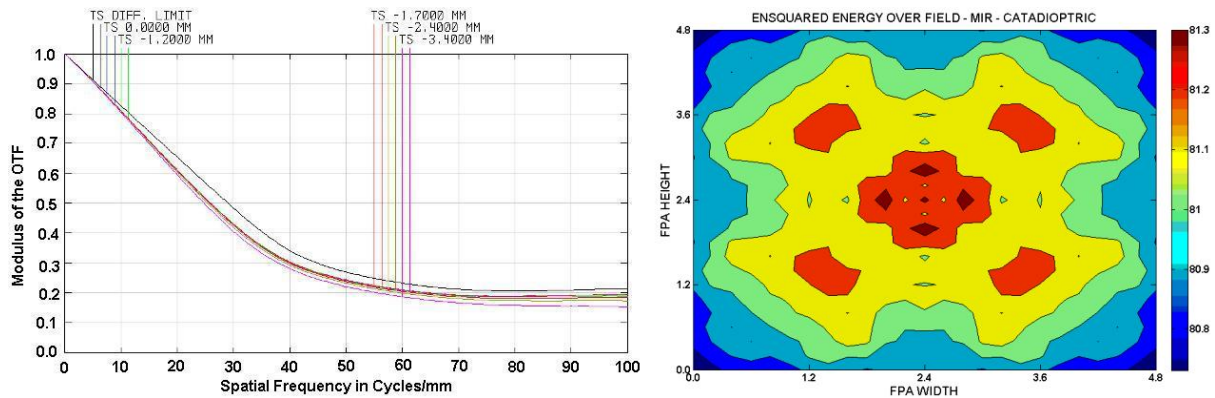 TS DIFF. LIMIT
TS 0.0000 MM
TS -1.2000 MM
TS -1.7000 MM
TS -2.4000 MM
TS -3.4000 MM
1.0
0.9
0.8
0.7
0.6
0.5
0.4
0.3
0.2
0.1
0.0
Modulus of the OTF
0 10 20 30 40 50 60 70 80 90 100
Spatial Frequency in Cycles/mm
ENSQUARED ENERGY OVER FIELD - MIR - CATADIOPTRIC
4.8
3.6
2.4
1.2
0.0
FPA HEIGHT
0.0 1.2 2.4 3.6 4.8
FPA WIDTH
81.3
81.2
81.1
81
80.9
80.8